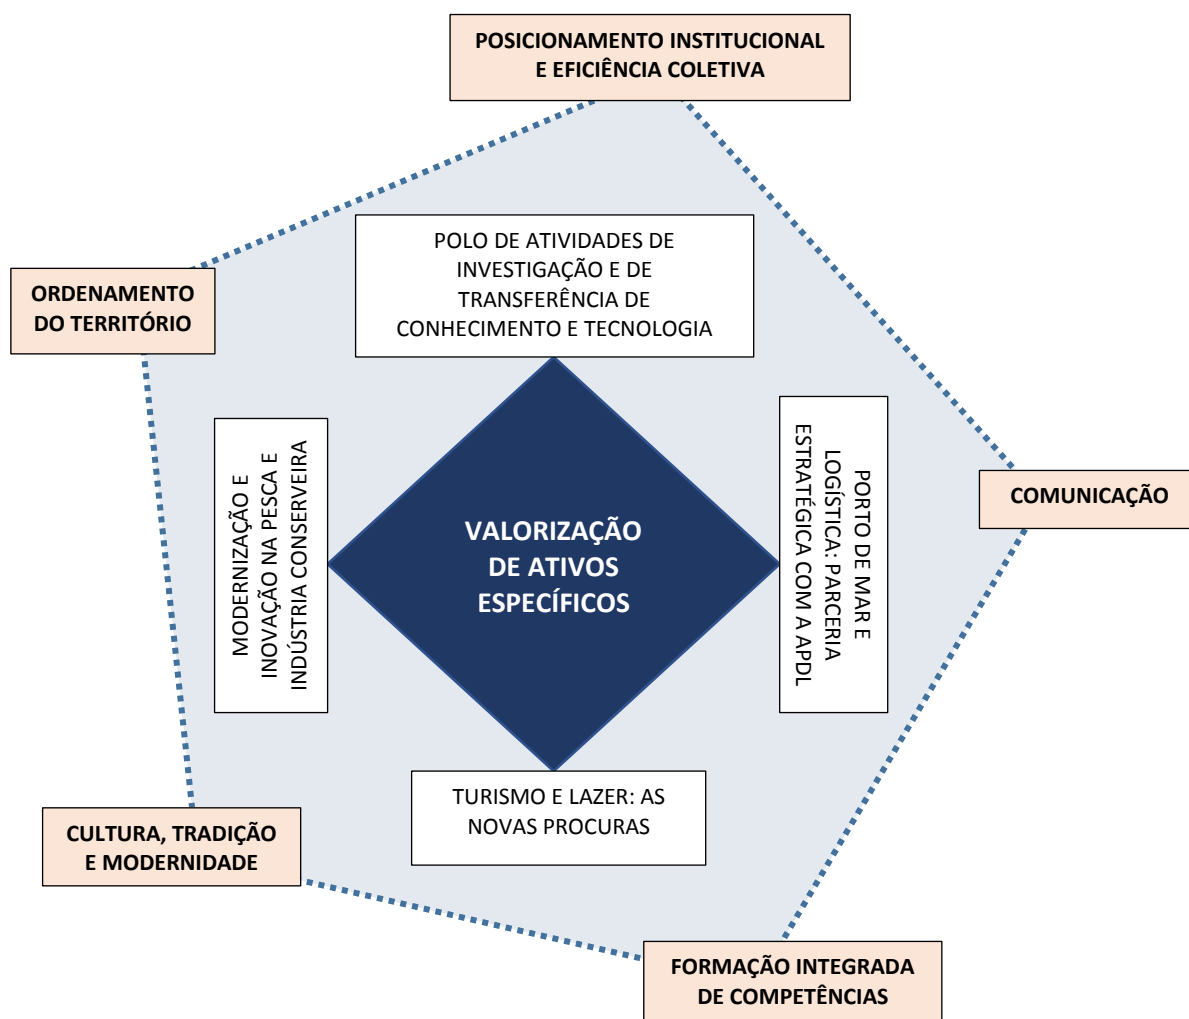 POSICIONAMENTO INSTITUCIONAL
E EFICIÊNCIA COLETIVA
POLO DE ATIVIDADES DE
INVESTIGAÇÃO E DE
TRANSFERÊNCIA DE
CONHECIMENTO E TECNOLOGIA
ORDENAMENTO
DO TERRITÓRIO
MODERNIZAÇÃO E
INOVAÇÃO NA PESCA E
INDÚSTRIA CONSERVEIRA
VALORIZAÇÃO
DE ATIVOS
ESPECÍFICOS
PORTO DE MAR E
LOGÍSTICA: PARCERIA
ESTRATÉGICA COM A APDL
COMUNICAÇÃO
TURISMO E LAZER: AS
NOVAS PROCURAS
CULTURA, TRADIÇÃO
E MODERNIDADE
FORMAÇÃO INTEGRADA
DE COMPETÊNCIAS